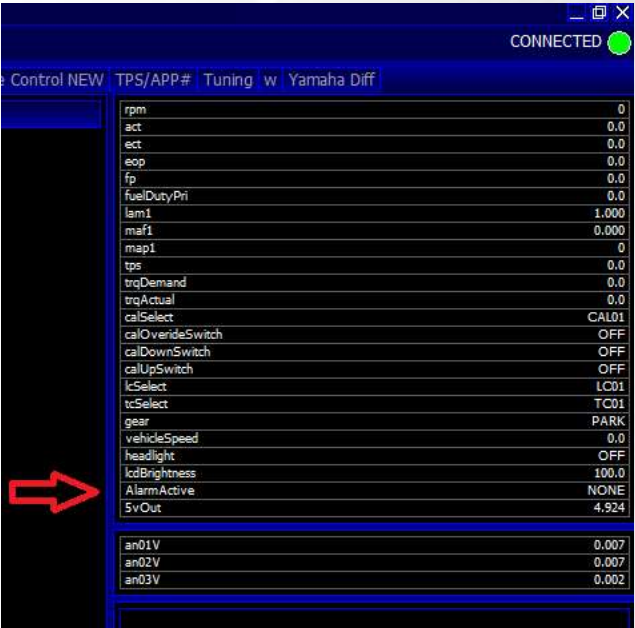 CONNECTED
e Control NEW TPS/APP# Tuning w Yamaha Diff
rpm 0
act 0.0
ect 0.0
eop 0.0
fp 0.0
fuelDutyPri 0.0
lam1 1.000
maf1 0.000
map1 0
tps 0.0
trqDemand 0.0
trqActual 0.0
calSelect CAL01
calOverideSwitch OFF
calDownSwitch OFF
calUpSwitch OFF
lcSelect LC01
tcSelect TC01
gear PARK
vehicleSpeed 0.0
headlight OFF
lcdBrightness 100.0
AlarmActive NONE
5vOut 4.924
an01V 0.007
an02V 0.007
an03V 0.002